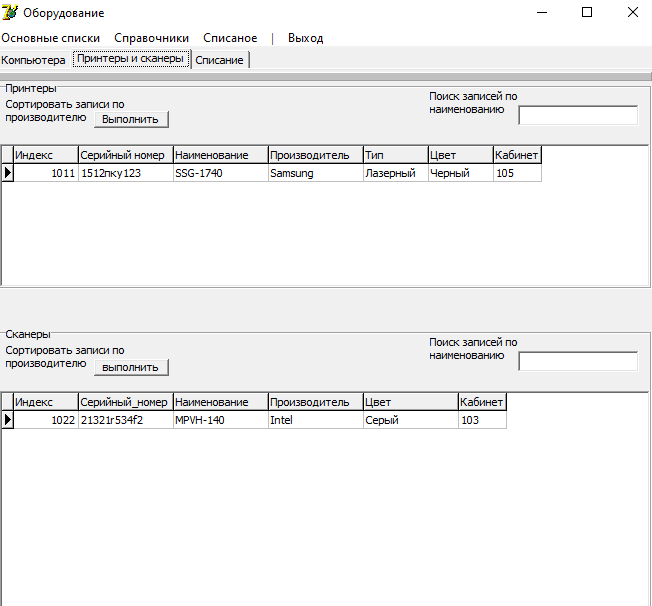 Оборудование
Основные списки Справочники Списаное | Выход
Компьютера Принтеры и сканеры Списание
Принтеры
Сортировать записи по
производителю Выполнить
Поиск записей по
наименованию
Индекс Серийный номер Наименование Производитель Тип Цвет Кабинет
1011 1512пку123 SSG-1740 Samsung Лазерный Черный 105
Сканеры
Сортировать записи по
производителю выполнить
Поиск записей по
наименованию
Индекс Серийный_номер Наименование Производитель Цвет Кабинет
1022 21321r534f2 MPVH-140 Intel Серый 103